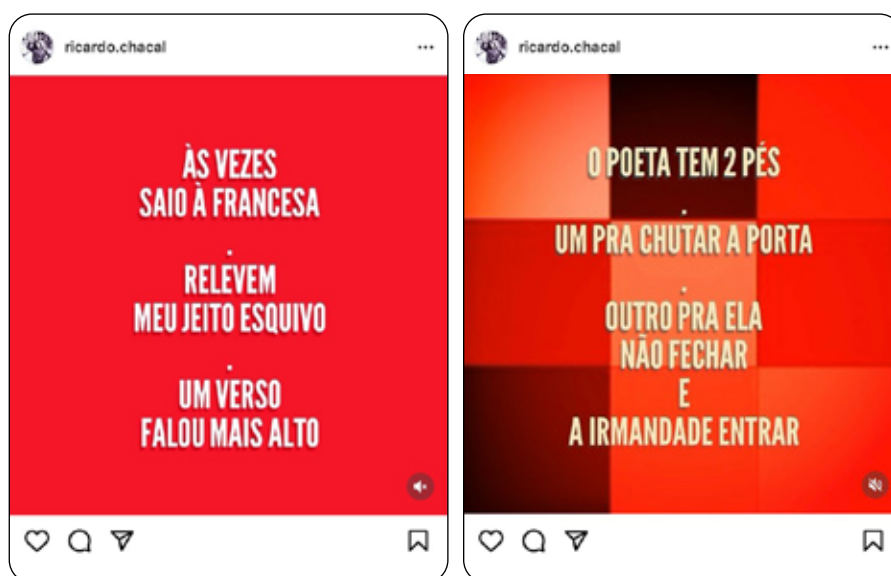 ricardo.chacal
...
ÀS VEZES
SAIO À FRANCESA
.
RELEVEM
MEU JEITO ESQUIVO
.
UM VERSO
FALOU MAIS ALTO
ricardo.chacal
...
O POETA TEM 2 PÉS
.
UM PRA CHUTAR A PORTA
.
OUTRO PRA ELA
NÃO FECHAR
E
A IRMANDADE ENTRAR